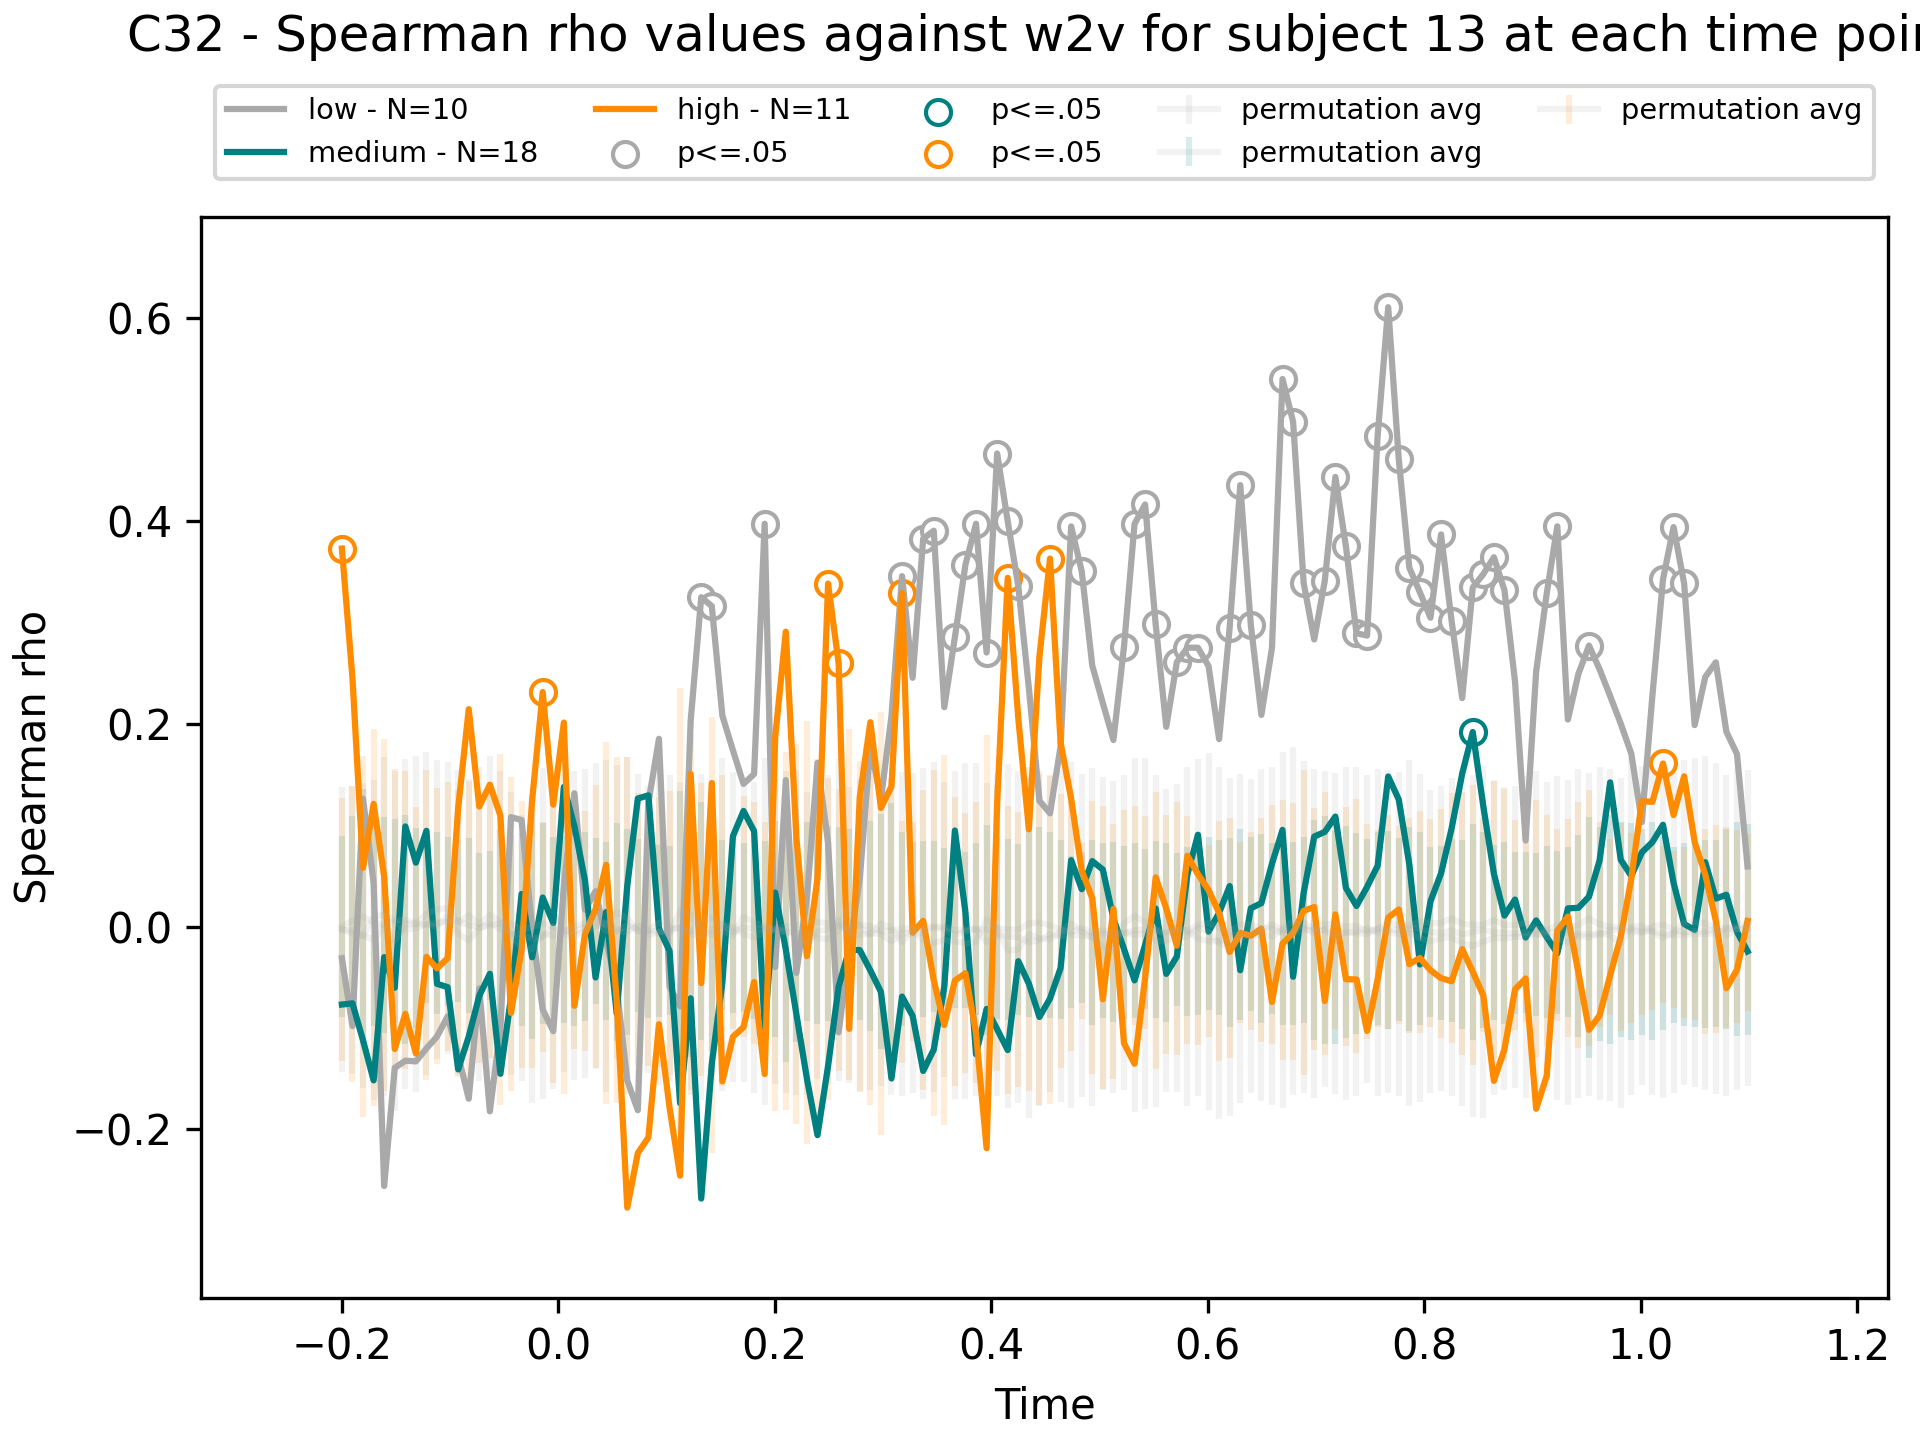 C32 - Spearman rho values against w2v for subject 13 at each time poi
low - N=10
medium - N=18
high - N=11
p<=.05
p<=.05
p<=.05
permutation avg
permutation avg
permutation avg
Spearman rho
0.6
0.4
0.2
0.0
−0.2
−0.2
0.0
0.2
0.4
0.6
0.8
1.0
1.2
Time